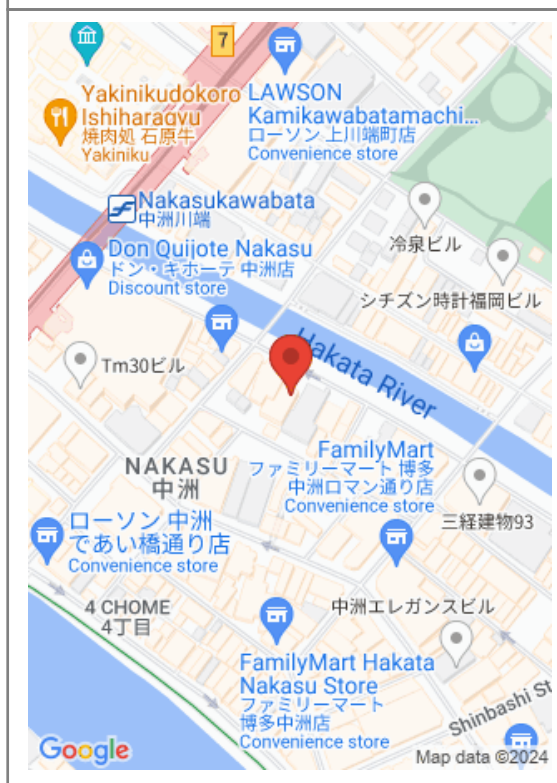 7
Yakinikudokoro
Ishiharagyu
焼肉処 石原牛
Yakiniku
LAWSON
Kamikawabatamachi...
ローソン 上川端町店
Convenience store
Nakasukawabata
中洲川端
冷泉ビル
Don Quijote Nakasu
ドン・キホーテ 中洲店
Discount store
シチズン時計福岡ビル
Tm30ビル
Hakata River
NAKASU
中洲
FamilyMart
ファミリーマート 博多
中洲ロマン通り店
Convenience store
三経建物93
ローソン 中洲
であい橋通り店
Convenience store
4 CHOME
4丁目
中洲エレガンスビル
FamilyMart Hakata
Nakasu Store
ファミリーマート
博多中洲店
Convenience store
Shinbashi St
Google
Map data ©2024